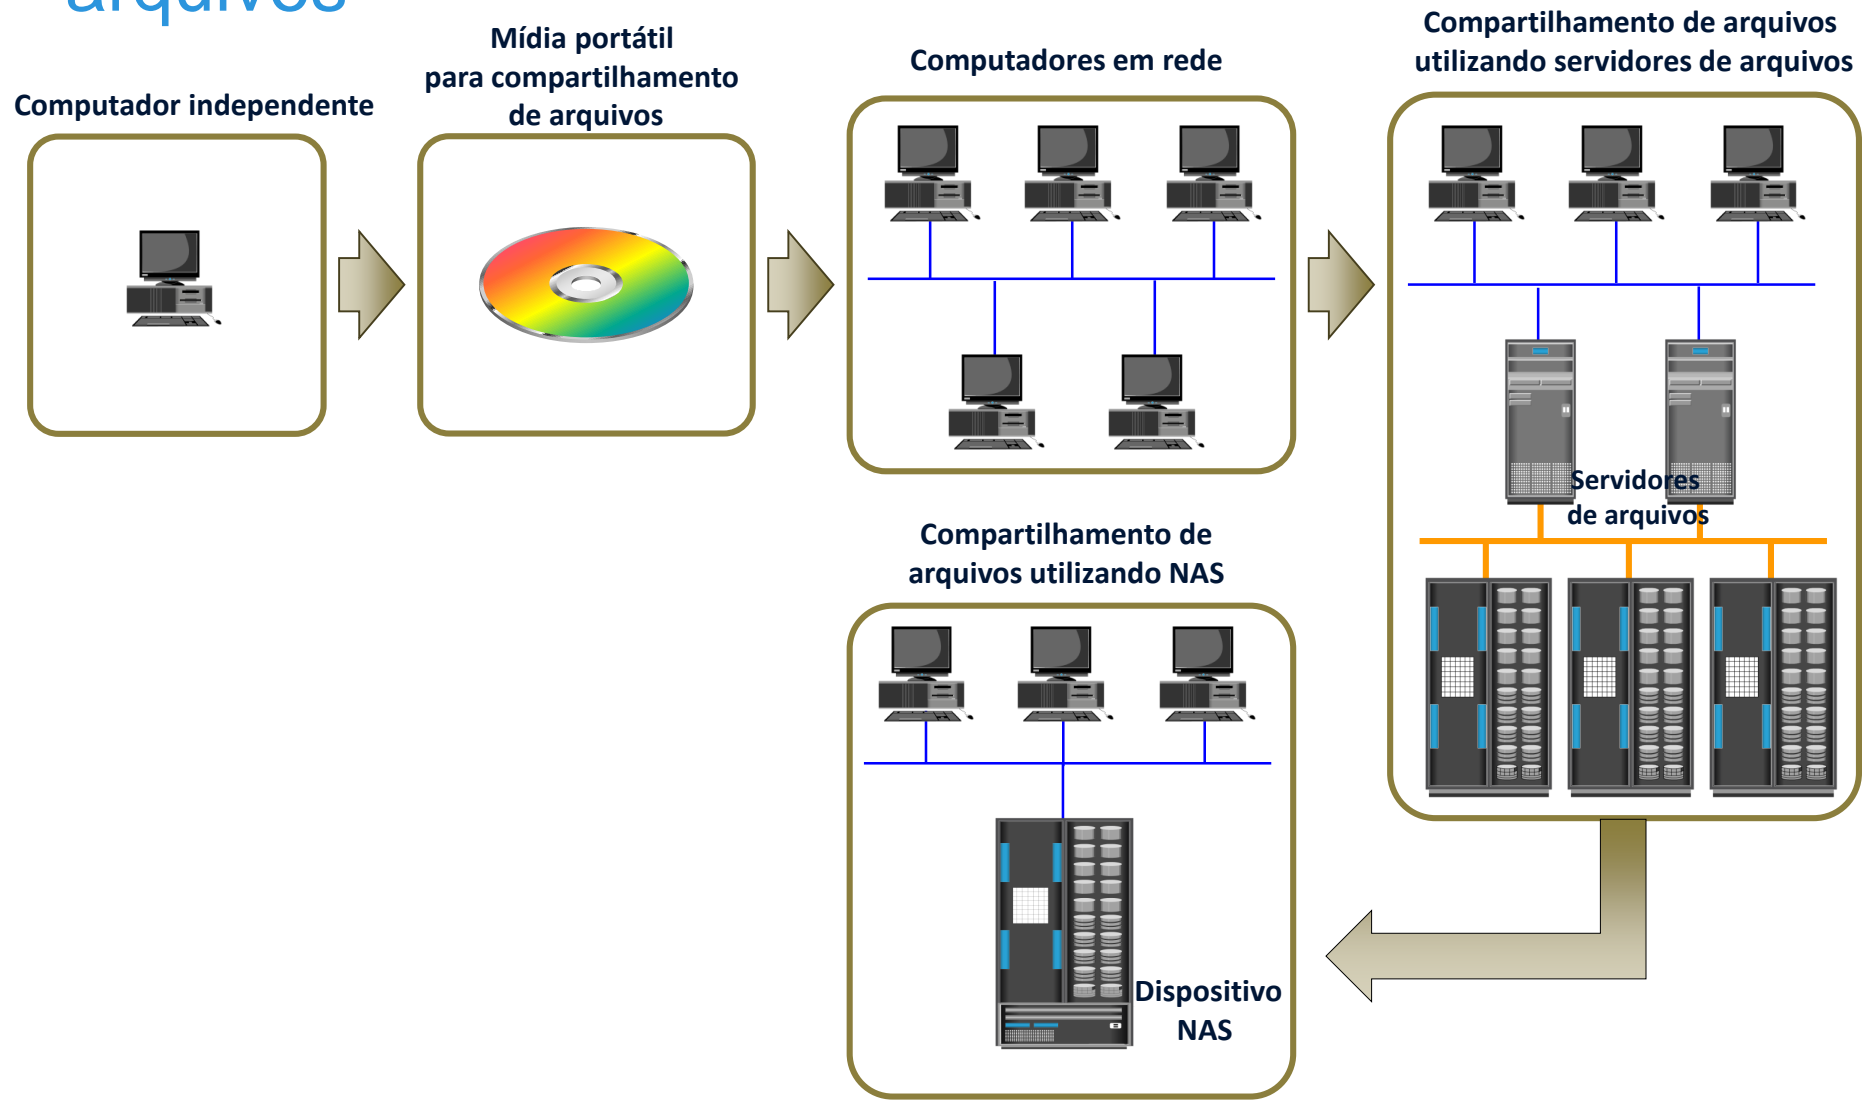 arquivos
Computador independente
Mídia portátil
para compartilhamento
de arquivos
Computadores em rede
Compartilhamento de arquivos
utilizando servidores de arquivos
Servidores
de arquivos
Compartilhamento de
arquivos utilizando NAS
Dispositivo
NAS